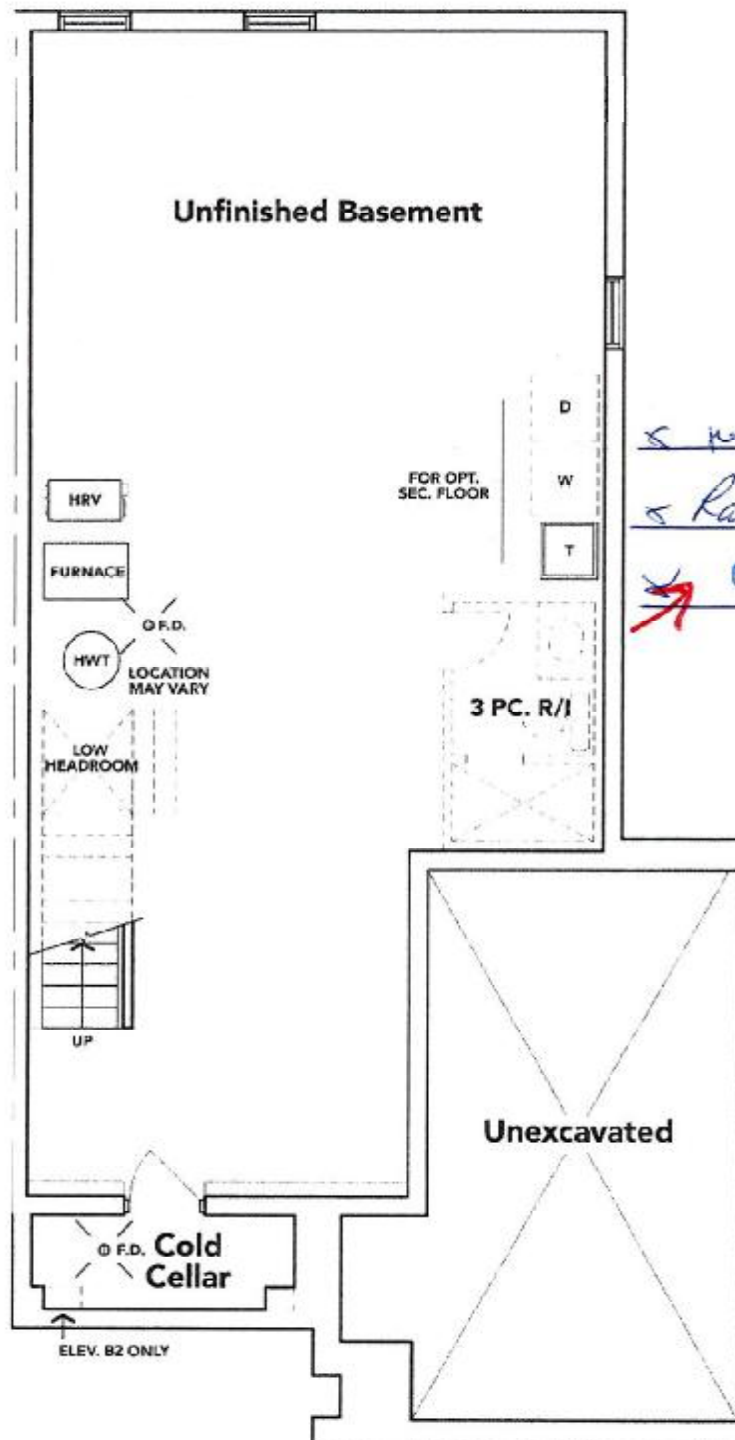 Unfinished Basement
D
FOR OPT.
SEC. FLOOR
W
HRV
T
FURNACE
F.D.
HWT
LOCATION
MAY VARY
3 PC. R/I
LOW
HEADROOM
UP
Unexcavated
F.D.
Cold
Cellar
ELEV. B2 ONLY